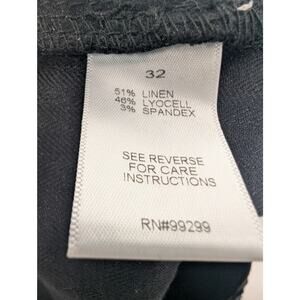 32
51% LINEN
46% LYOCELL
3% SPANDEX
SEE REVERSE
FOR CARE
INSTRUCTIONS
RN#99299